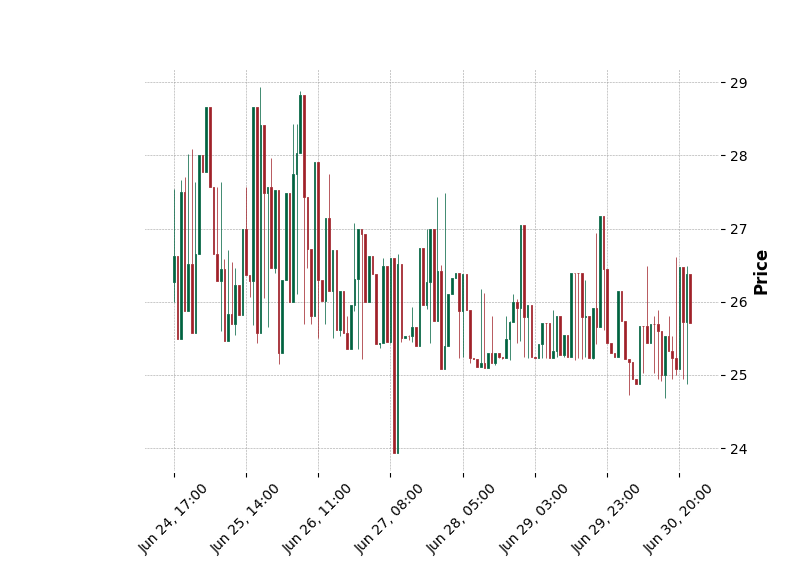 29
28
27
26
25
24
Price
Jun 24, 17:00
Jun 25, 14:00
Jun 26, 11:00
Jun 27, 08:00
Jun 28, 05:00
Jun 29, 03:00
Jun 29, 23:00
Jun 30, 20:00